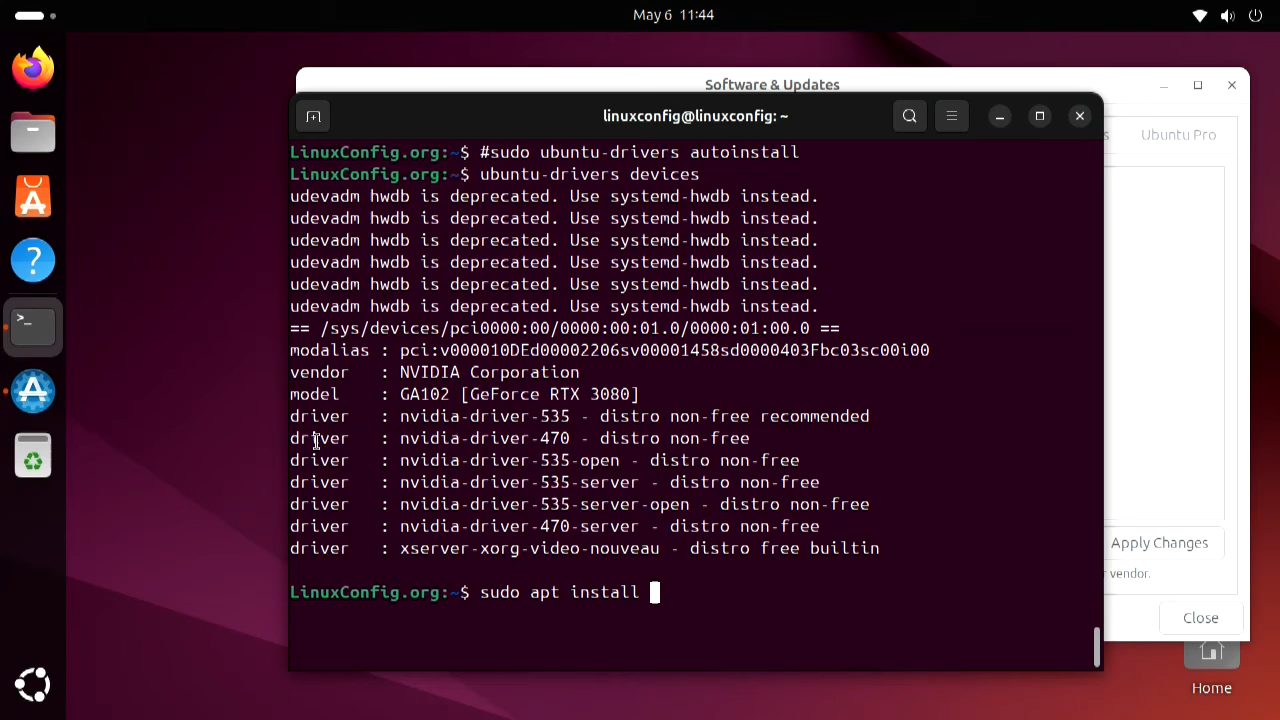 May 6 11:44
Software & Updates
Ubuntu Pro
linuxconfig@linuxconfig: ~
LinuxConfig.org:~$ #sudo ubuntu-drivers autoinstall
LinuxConfig.org:~$ ubuntu-drivers devices
udevadm hwdb is deprecated. Use systemd-hwdb instead.
udevadm hwdb is deprecated. Use systemd-hwdb instead.
udevadm hwdb is deprecated. Use systemd-hwdb instead.
udevadm hwdb is deprecated. Use systemd-hwdb instead.
udevadm hwdb is deprecated. Use systemd-hwdb instead.
udevadm hwdb is deprecated. Use systemd-hwdb instead.
== /sys/devices/pci0000:00/0000:00:01.0/0000:01:00.0 ==
modalias : pci:v000010DEd00002206sv00001458sd0000403Fbc03sc00i00
vendor   : NVIDIA Corporation
model    : GA102 [GeForce RTX 3080]
driver   : nvidia-driver-535 - distro non-free recommended
driver   : nvidia-driver-470 - distro non-free
driver   : nvidia-driver-535-open - distro non-free
driver   : nvidia-driver-535-server - distro non-free
driver   : nvidia-driver-535-server-open - distro non-free
driver   : nvidia-driver-470-server - distro non-free
driver   : xserver-xorg-video-nouveau - distro free builtin
LinuxConfig.org:~$ sudo apt install
Apply Changes
vendor.
Close
Home